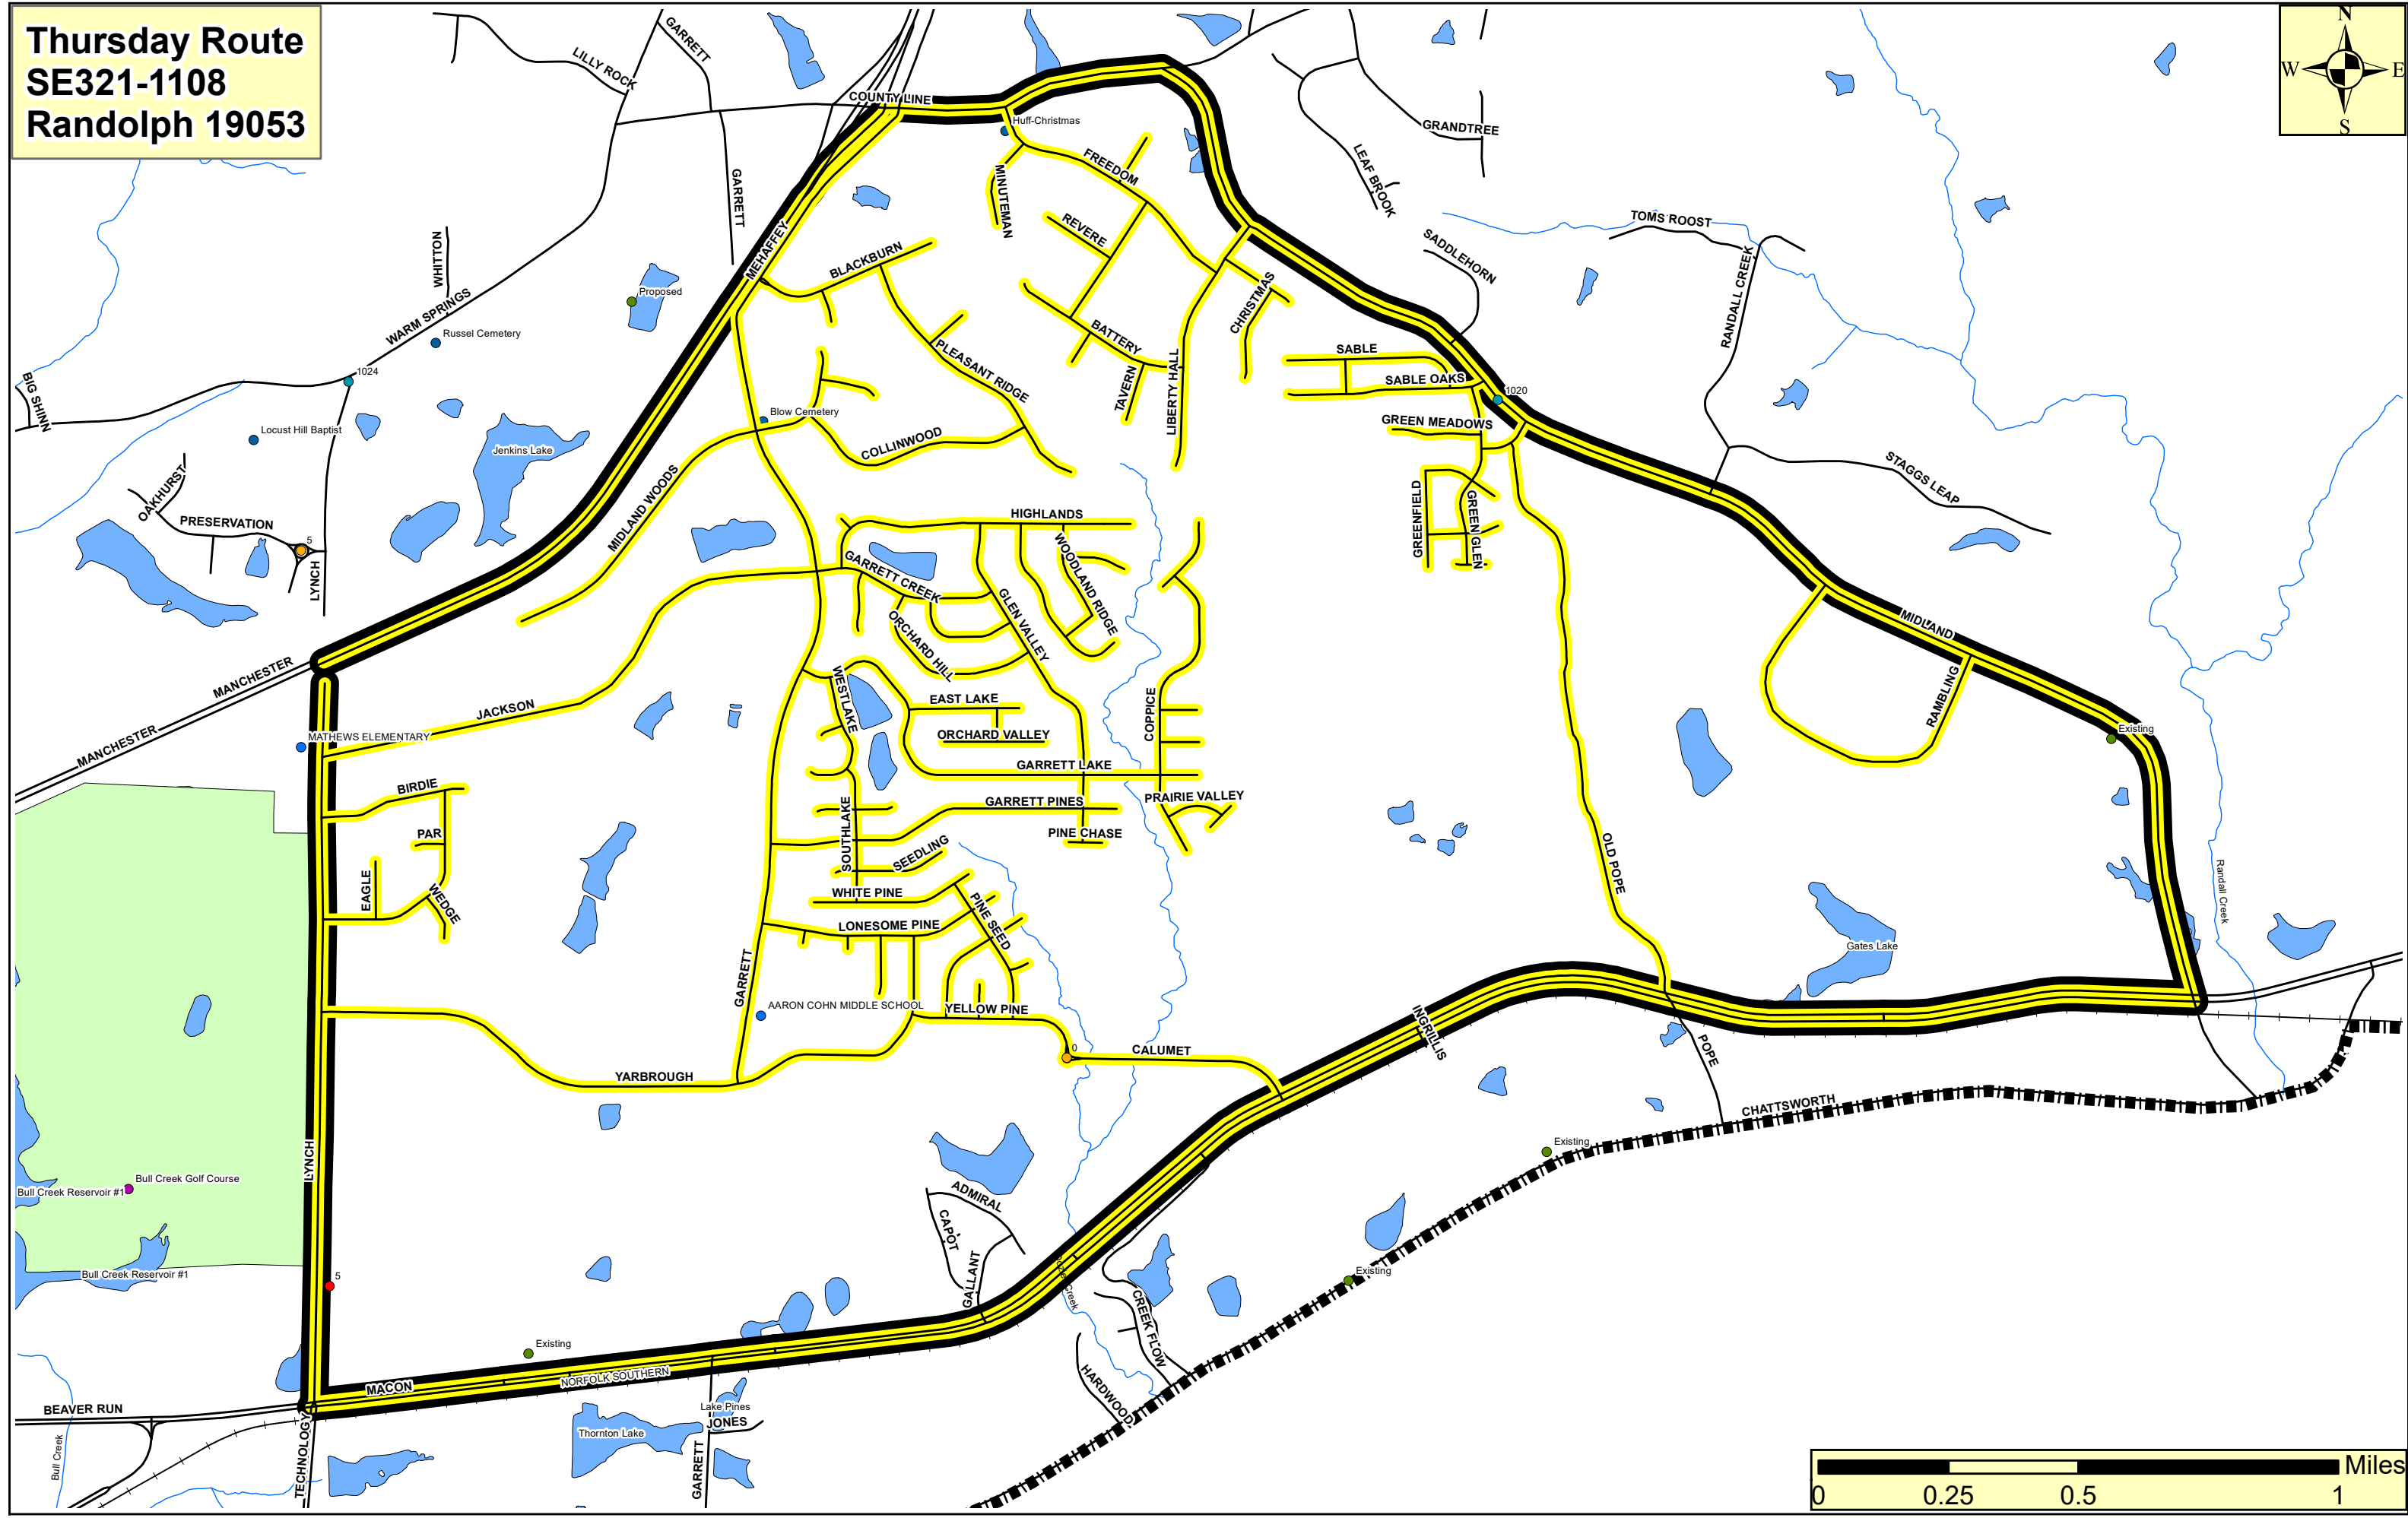 Thursday Route
SE321-1108
Randolph 19053
N
W
E
S
GARRETT
LILLY ROCK
COUNTY LINE
Huff-Christmas
GRANDTREE
LEAF BROOK
FREEDOM
MINUTEMAN
GARRETT
REVERE
TOMS ROOST
MEHAFFEY
BLACKBURN
SADDLEHORN
WHITTON
Proposed
CHRISTMAS
RANDALL CREEK
WARM SPRINGS
Russel Cemetery
BATTERY
PLEASANT RIDGE
SABLE
1024
TAVERN
LIBERTY HALL
SABLE OAKS
1020
BIG SHINN
Blow Cemetery
GREEN MEADOWS
Locust Hill Baptist
Jenkins Lake
COLLINWOOD
STAGGS LEAP
OAKHURST
MIDLAND WOODS
HIGHLANDS
GREENFIELD
GREEN GLEN
PRESERVATION
5
LYNCH
GARRETT CREEK
WOODLAND RIDGE
GLEN VALLEY
ORCHARD HILL
MIDLAND
MANCHESTER
WESTLAKE
EAST LAKE
COPPICE
RAMBLING
JACKSON
Existing
MANCHESTER
MATHEWS ELEMENTARY
ORCHARD VALLEY
GARRETT LAKE
BIRDIE
GARRETT PINES
PRAIRIE VALLEY
PAR
SOUTHLAKE
PINE CHASE
SEEDLING
OLD POPE
EAGLE
WEDGE
WHITE PINE
PINE SEED
Randall Creek
LONESOME PINE
Gates Lake
GARRETT
AARON COHN MIDDLE SCHOOL
YELLOW PINE
INGRILLIS
0
CALUMET
POPE
YARBROUGH
CHATTSWORTH
LYNCH
Existing
Bull Creek Golf Course
Bull Creek Reservoir #1
ADMIRAL
CAPOT
GALLANT
Bull Creek Reservoir #1
5
Existing
Creek
CREEK FLOW
Existing
NORFOLK SOUTHERN
MACON
HARDWOOD
BEAVER RUN
Lake Pines
JONES
Thornton Lake
Bull Creek
TECHNOLOGY
GARRETT
Miles
0
0.25
0.5
1